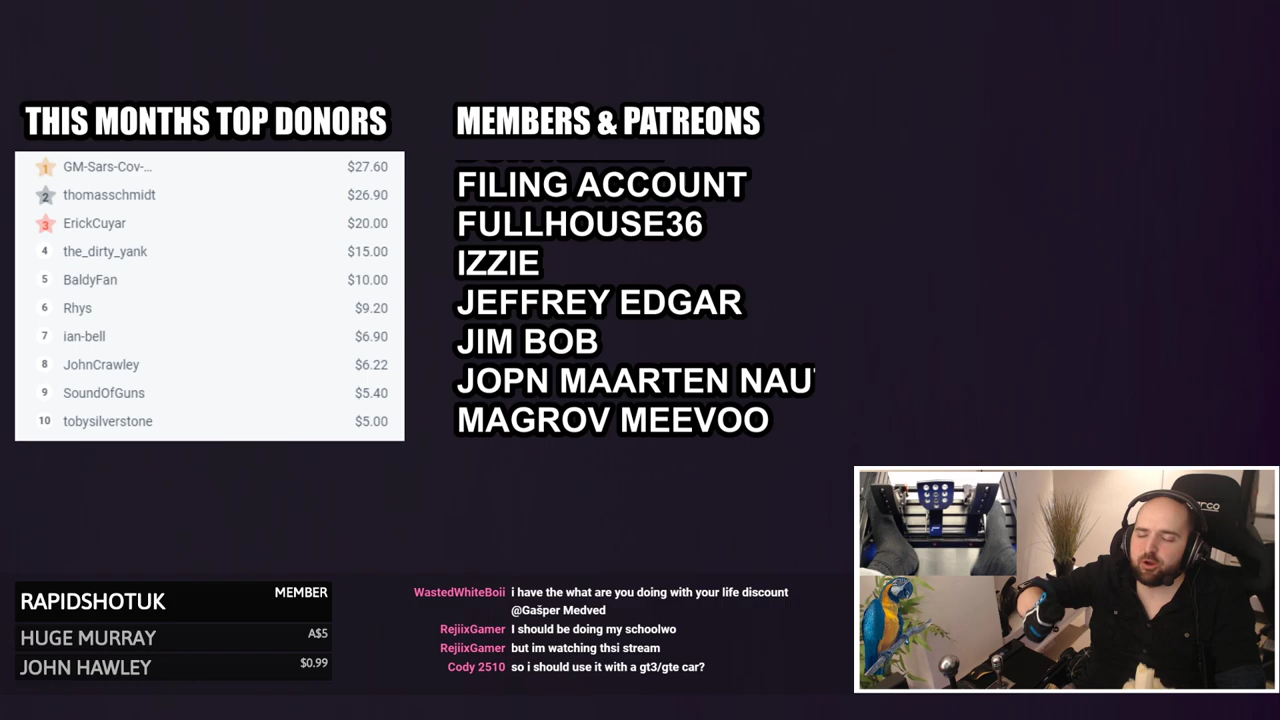 THIS MONTHS TOP DONORS
1 GM-Sars-Cov-... $27.60
2 thomasschmidt $26.90
3 ErickCuyar $20.00
4 the_dirty_yank $15.00
5 BaldyFan $10.00
6 Rhys $9.20
7 ian-bell $6.90
8 JohnCrawley $6.22
9 SoundOfGuns $5.40
10 tobysilverstone $5.00
MEMBERS & PATREONS
FILING ACCOUNT
FULLHOUSE36
IZZIE
JEFFREY EDGAR
JIM BOB
JOPN MAARTEN
MAGROV MEEVOO
RAPIDSHOTUK MEMBER
HUGE MURRAY A$5
JOHN HAWLEY $0.99
WastedWhiteBoii i have the what are you doing with your life discount
@Gašper Medved
RejiixGamer I should be doing my schoolwo
RejiixGamer but im watching thsi stream
Cody 2510 so i should use it with a gt3/gte car?